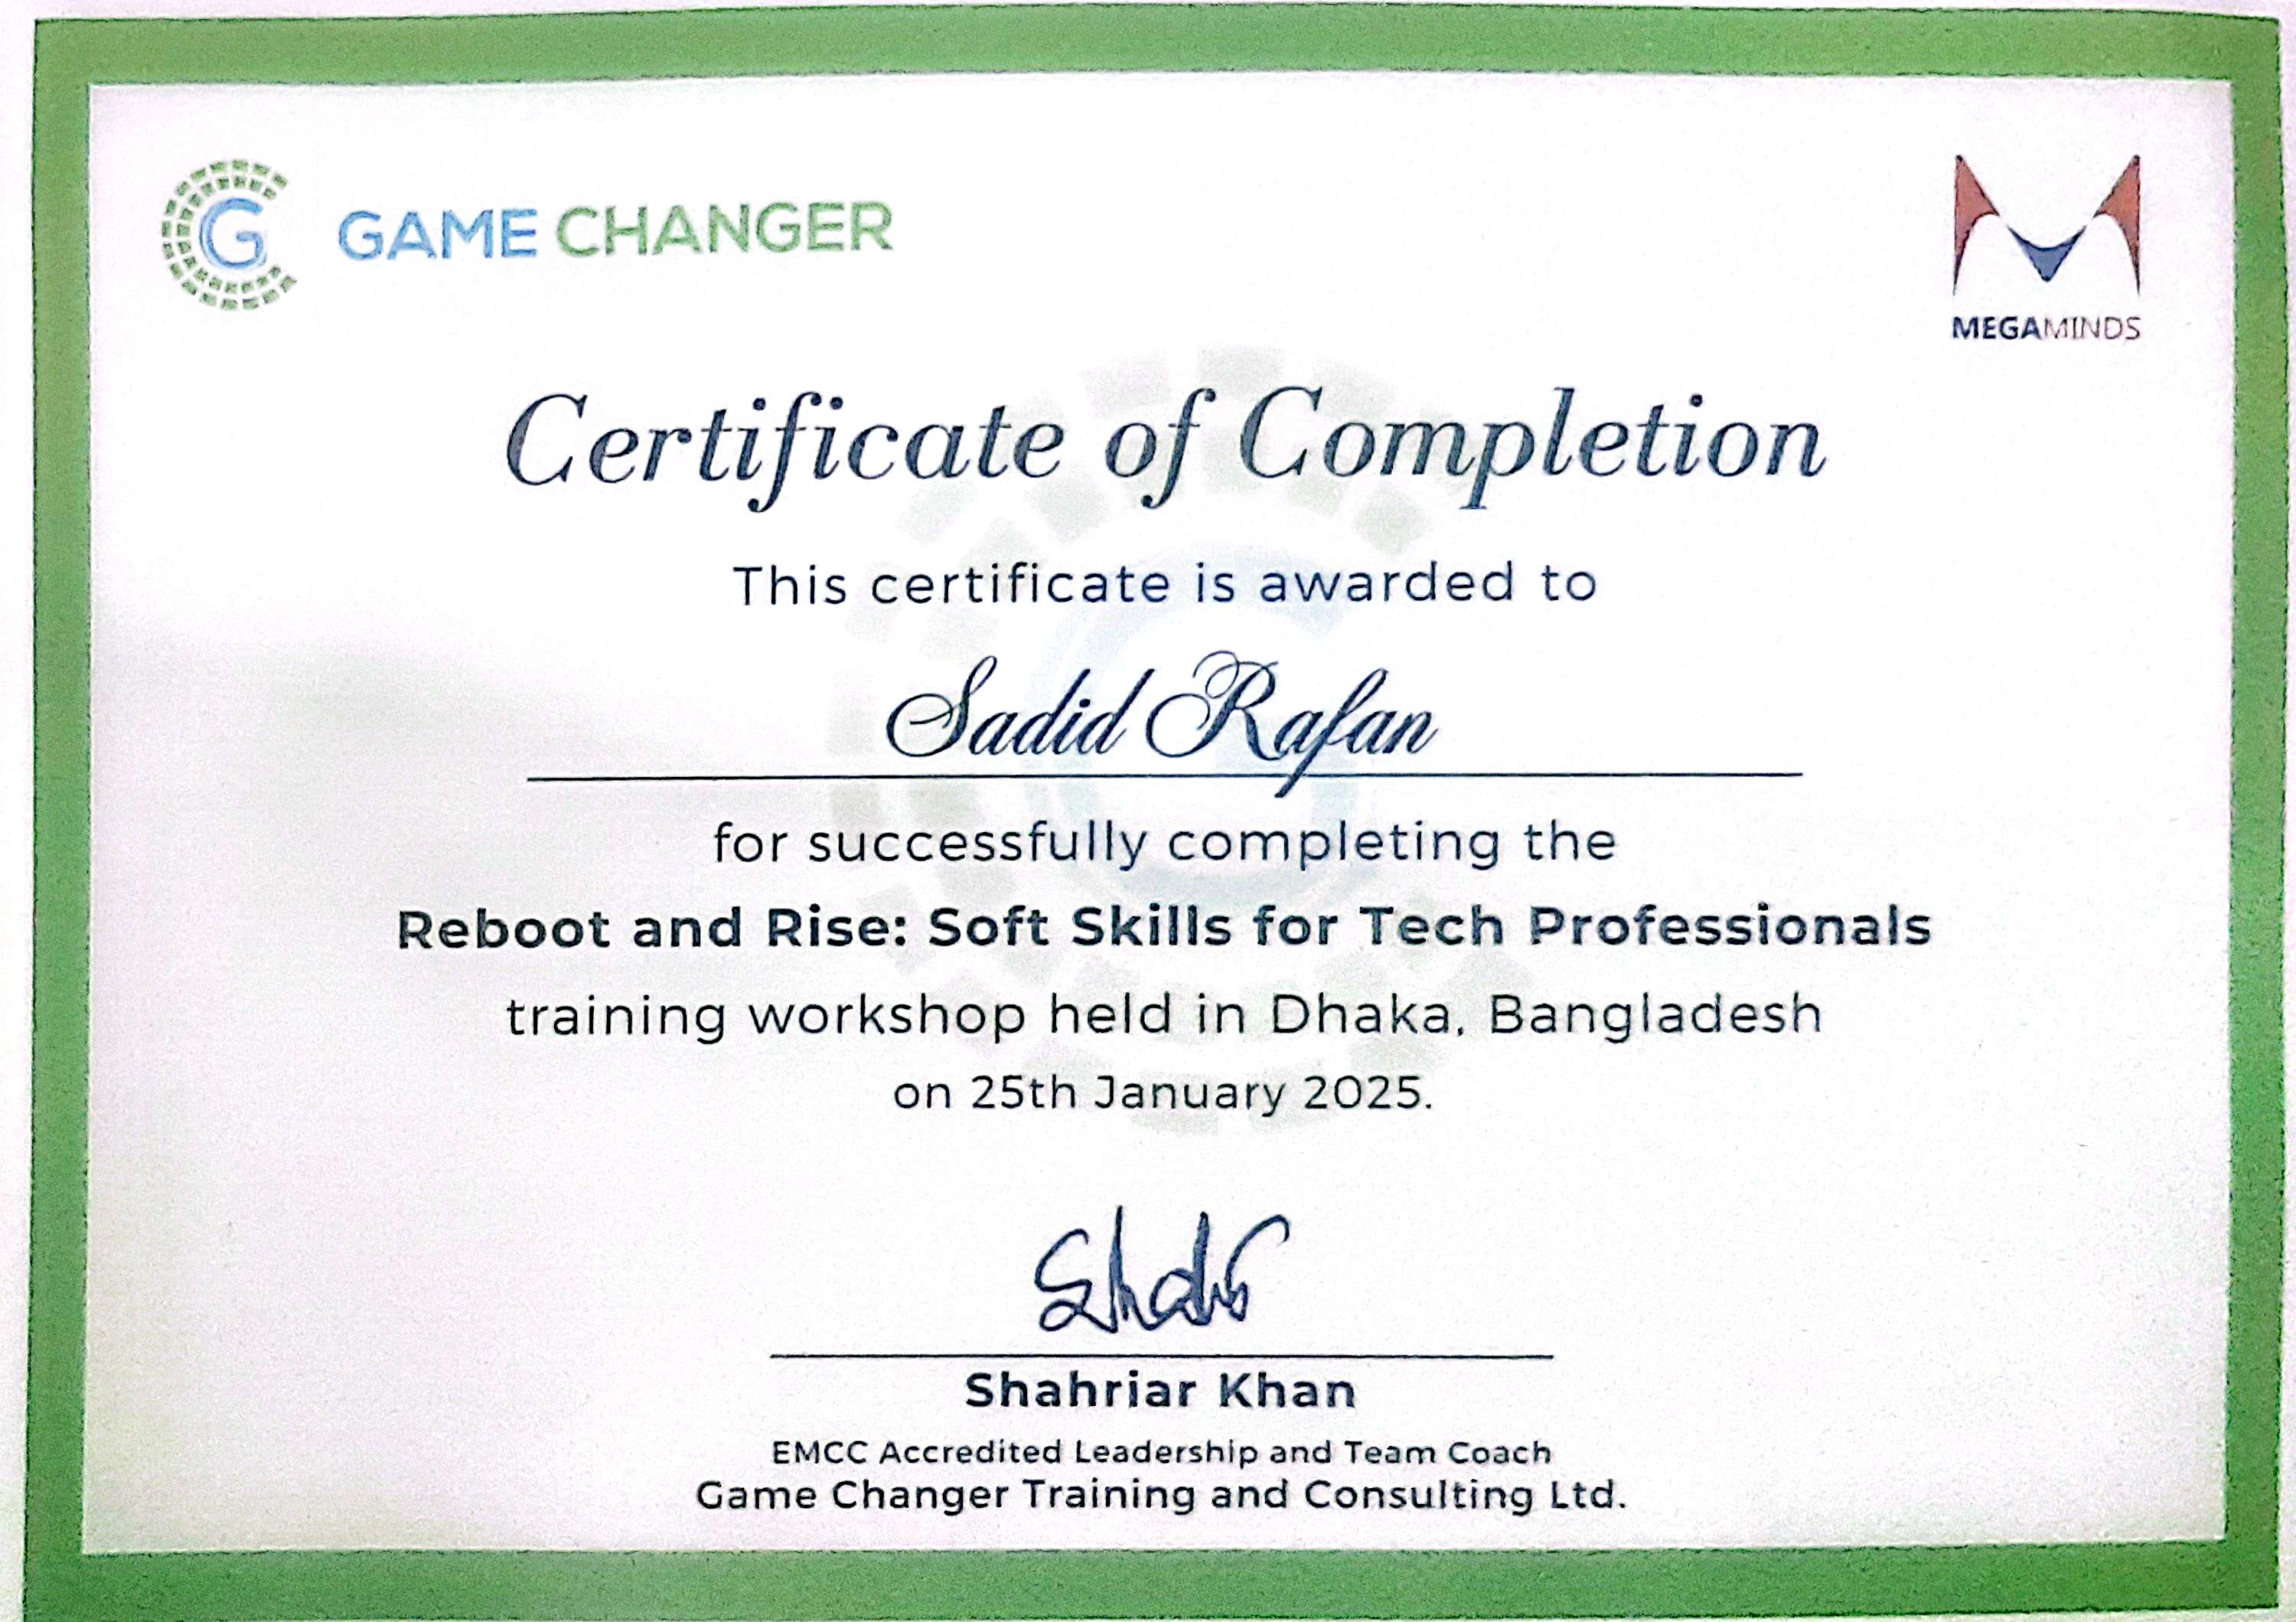 G GAME CHANGER
MEGAMINDS
Certificate of Completion
This certificate is awarded to
Sadid Rafan
for successfully completing the
Reboot and Rise: Soft Skills for Tech Professionals
training workshop held in Dhaka, Bangladesh
on 25th January 2025.
Shahriar Khan
EMCC Accredited Leadership and Team Coach
Game Changer Training and Consulting Ltd.